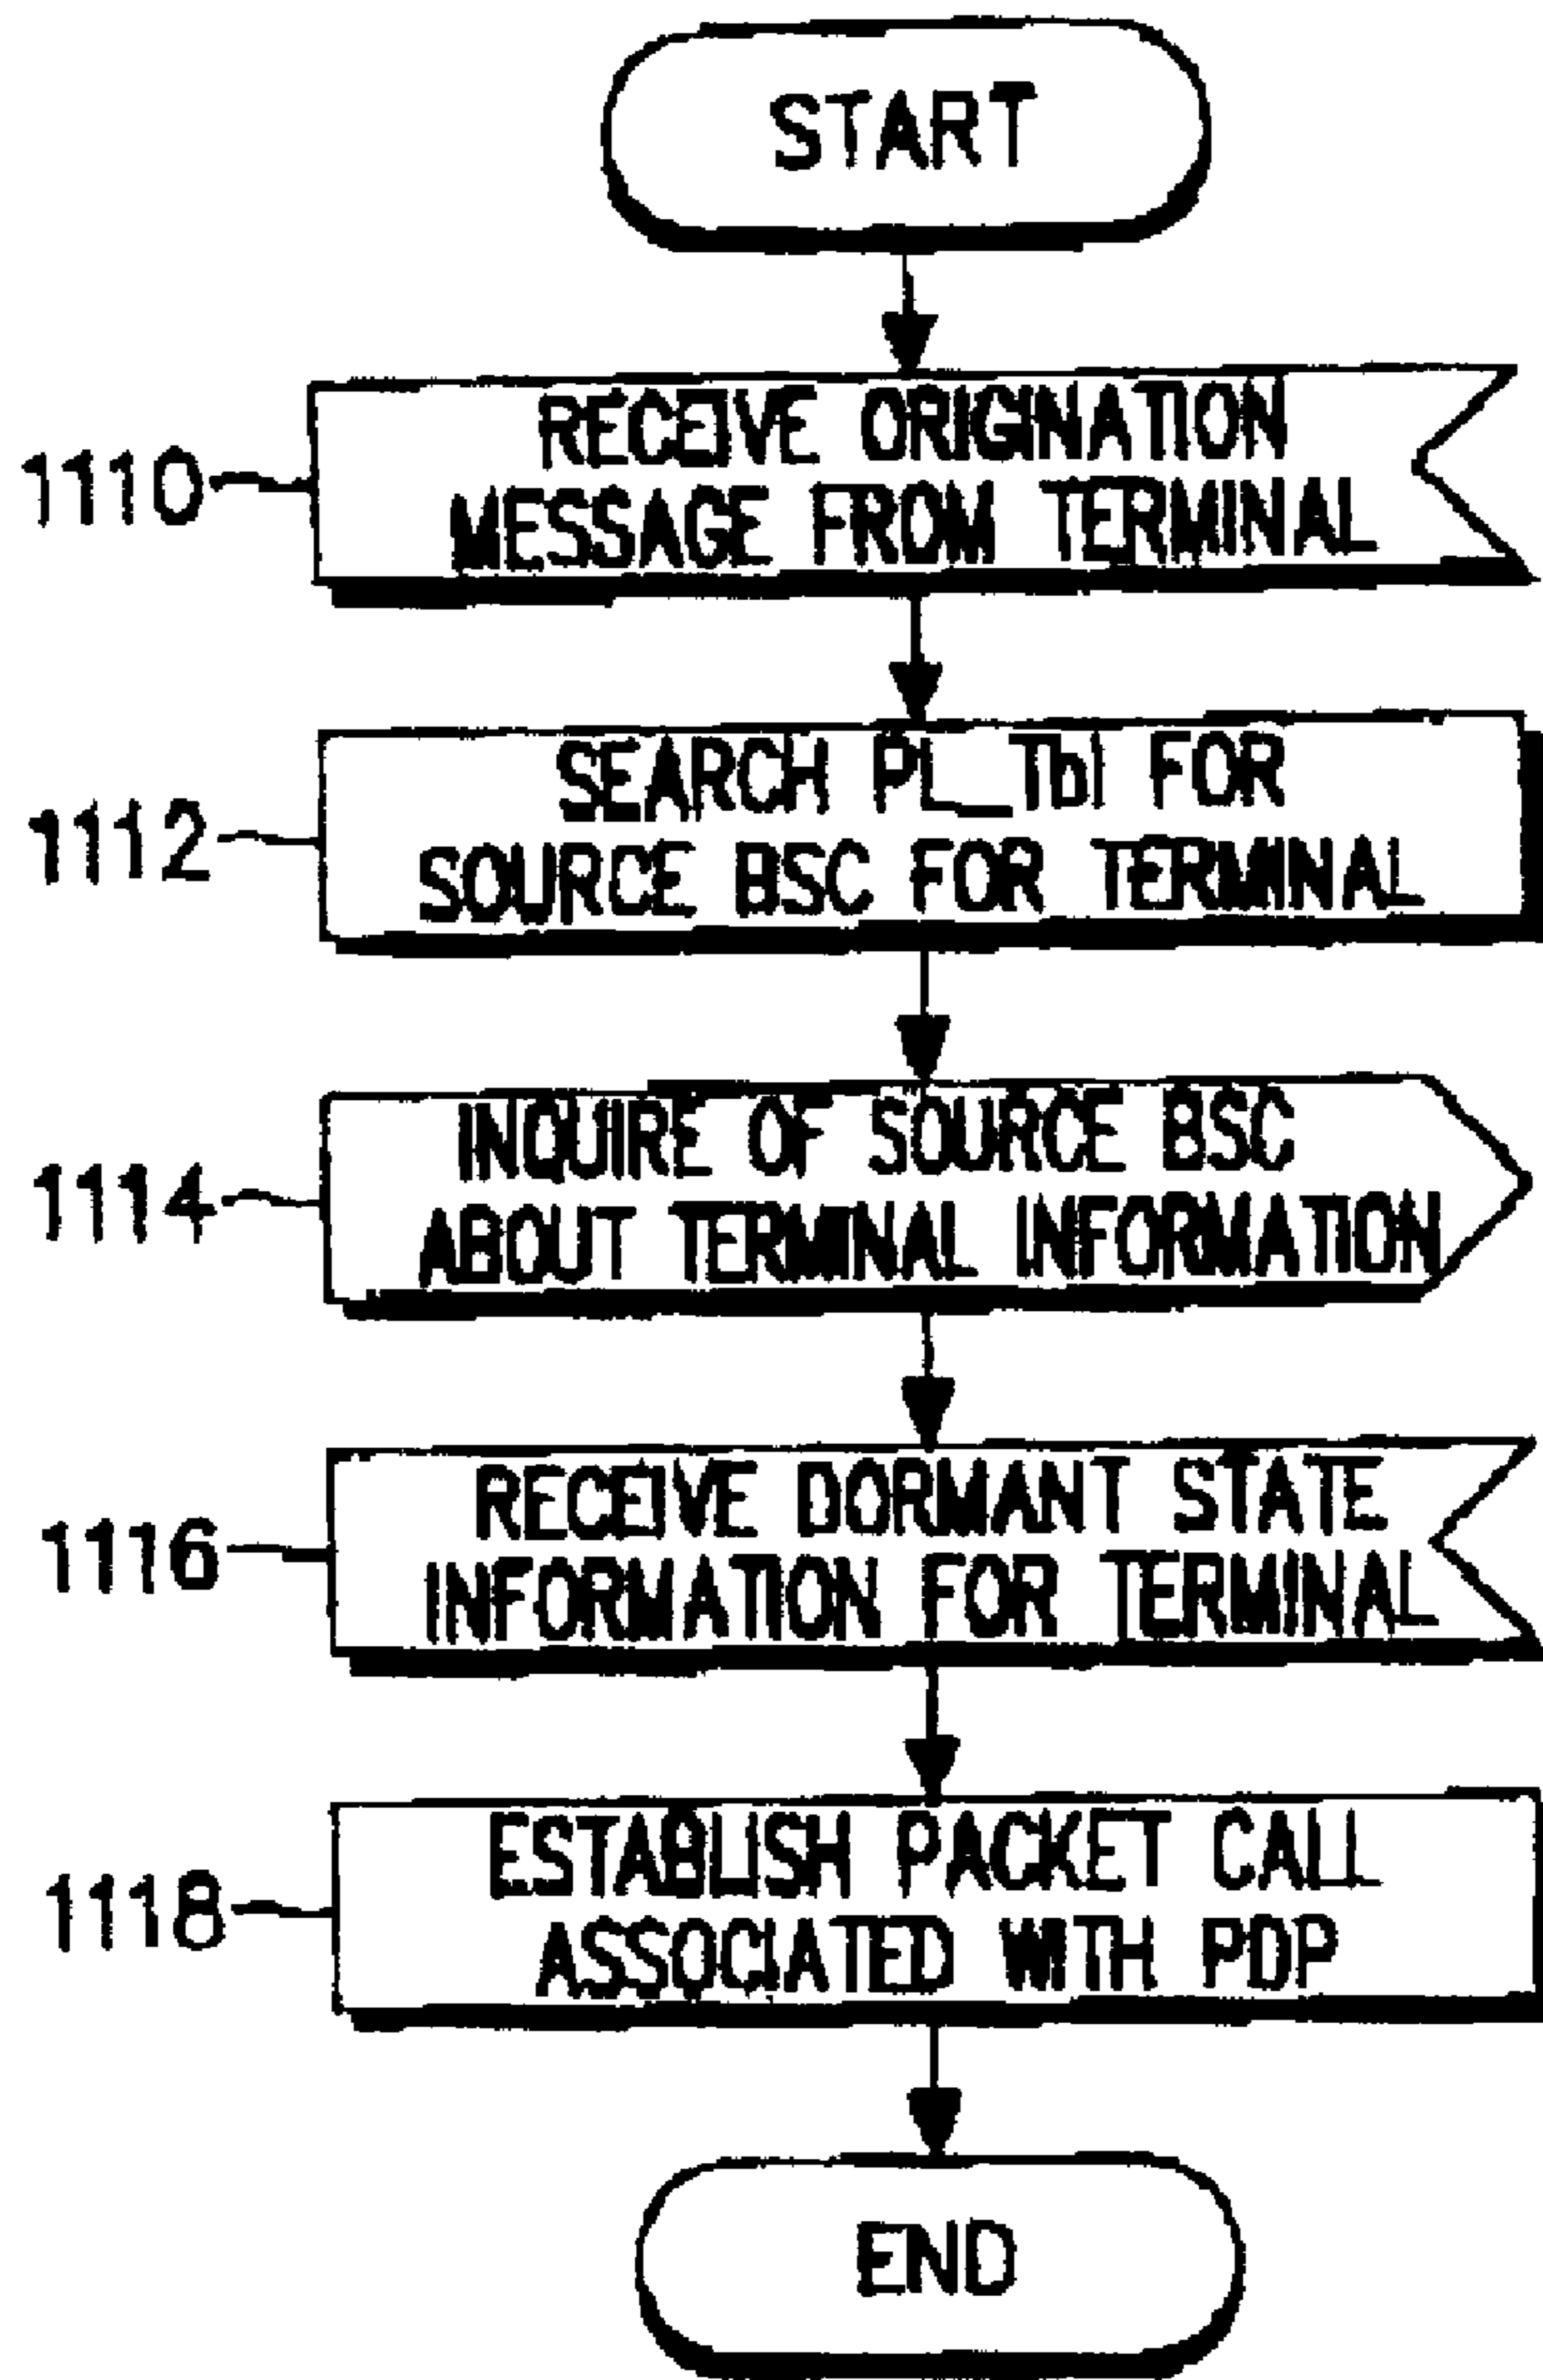 START
1110
RECEIVE ORIGINATION
MESSAGE FROM TERMINAL
1112
SEARCH PL_Tbl FOR
SOURCE BSC FOR TERMINAL
1114
INQUIRE OF SOURCE BSC
ABOUT TERMINAL INFORMATION
1116
RECEIVE DORMANT STATE
INFORMATION FOR TERMINAL
1118
ESTABLISH PACKET CALL
ASSOCIATED WITH PDP
END